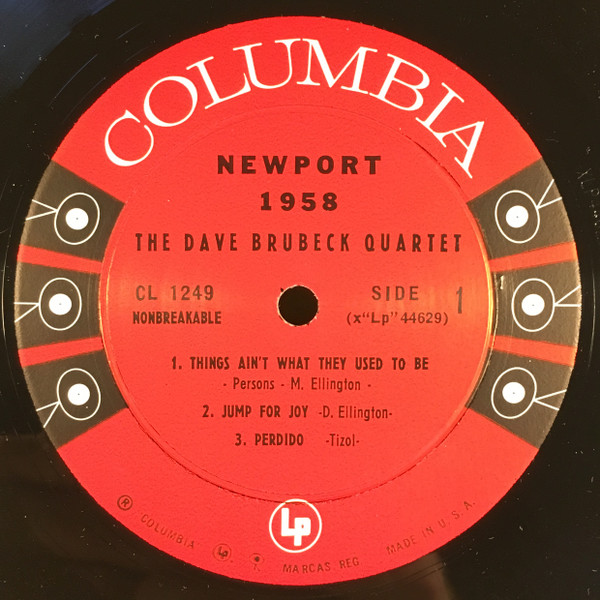 COLUMBIA
NEWPORT
1958
THE DAVE BRUBECK QUARTET
CL 1249
NONBREAKABLE
SIDE 1
(x"Lp" 44629)
1. THINGS AIN'T WHAT THEY USED TO BE
- Persons - M. Ellington -
2. JUMP FOR JOY -D. Ellington-
3. PERDIDO -Tizol-
Lp
® "COLUMBIA" Lp MARCAS REG. MADE IN U.S.A.